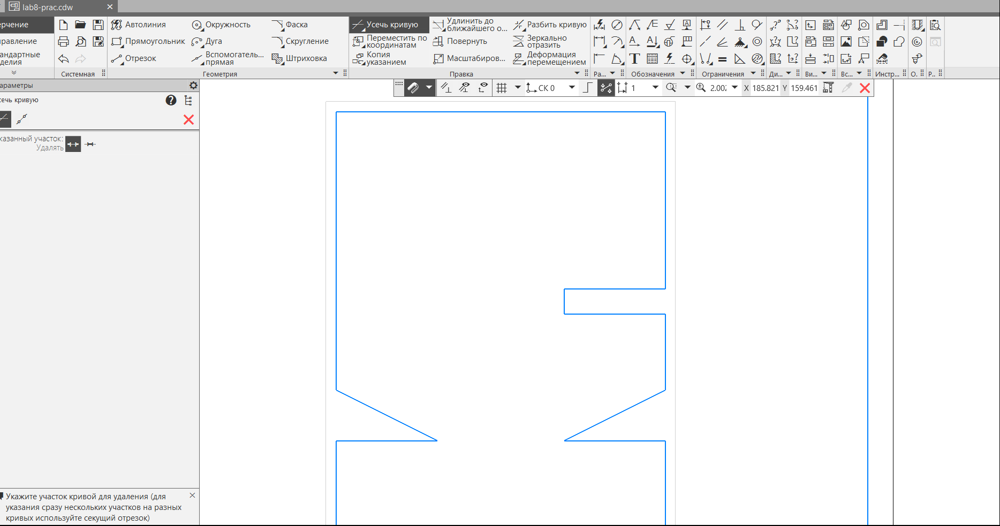 lab8-prac.cdw
рчение
равление
андартные
делия
Системная
Автолиния
Окружность
Фаска
Прямоугольник
Дуга
Скругление
Отрезок
Вспомогатель...
прямая
Штриховка
Геометрия
Усечь кривую
Удлинить до
ближайшего о...
Разбить кривую
Переместить по
координатам
Повернуть
Зеркально
отразить
Копия
указанием
Масштабиров...
Деформация
перемещением
Правка
Ра...
Обозначения
Ограничения
Ди...
Ви...
Вс...
Инстр...
О.
Р..
араметры
СК 0
1
2.002
X 185.821 Y 159.461
сечь кривую
казанный участок:
Удалять
Укажите участок кривой для удаления (для
указания сразу нескольких участков на разных
кривых используйте секущий отрезок)